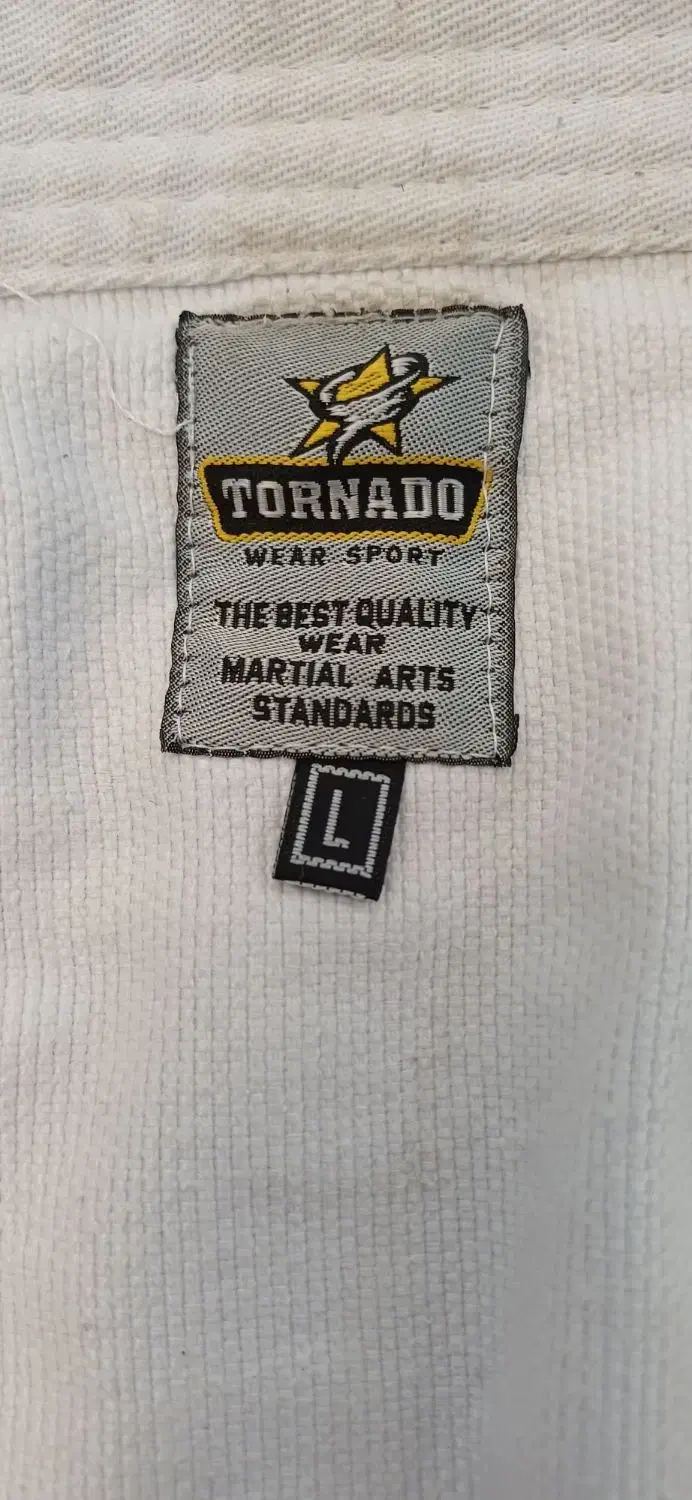 TORNADO
WEAR SPORT
THE BEST QUALITY
WEAR
MARTIAL ARTS
STANDARDS
L